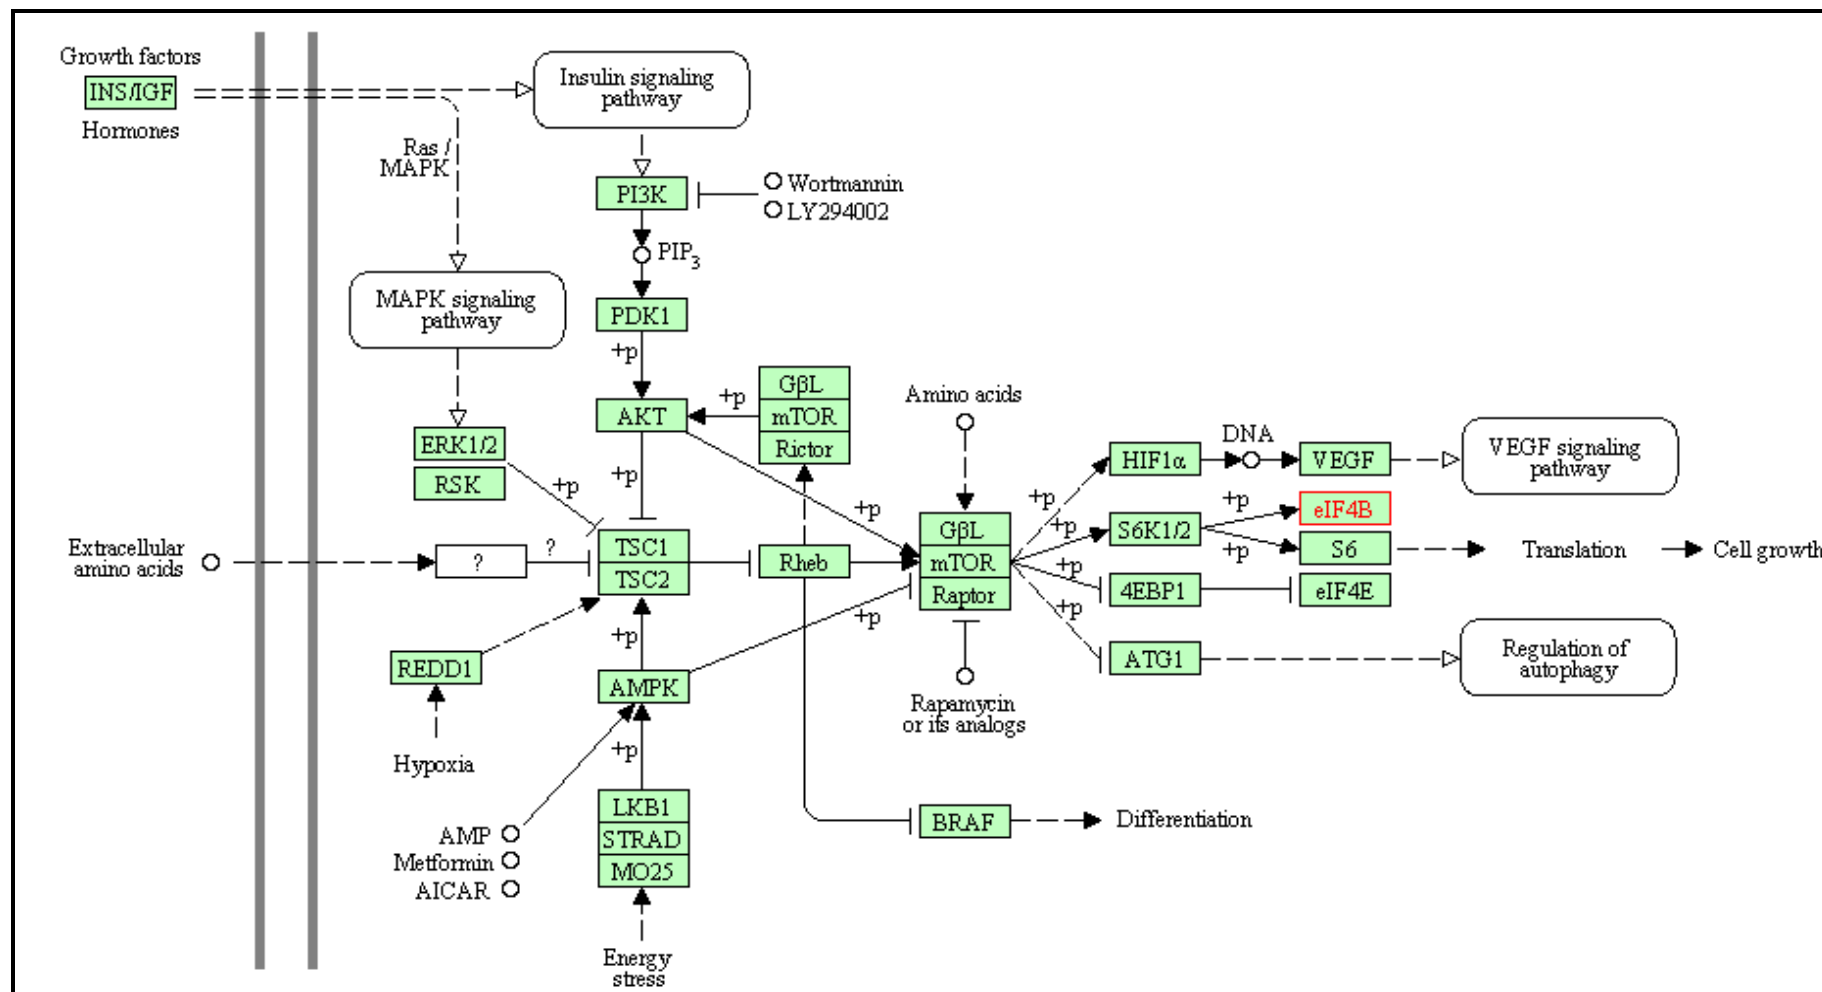 Growth factors
INS/IGF
Hormones
Insulin signaling
pathway
Ras /
MAPK
PI3K
Wortmannin
LY294002
PIP3
MAPK signaling
pathway
PDK1
+p
GβL
mTOR
Rictor
+p
AKT
Amino acids
ERK1/2
RSK
+p
+p
+p
HIF1α
DNA
VEGF
VEGF signaling
pathway
+p
+p
+p
eIF4B
GβL
mTOR
Raptor
S6K1/2
+p
S6
Translation
Cell growth
Extracellular
amino acids
?
?
TSC1
TSC2
Rheb
+p
4EBP1
eIF4E
+p
+p
+p
REDD1
AMPK
ATG1
Regulation of
autophagy
Rapamycin
or its analogs
Hypoxia
+p
LKB1
STRAD
MO25
AMP
Metformin
AICAR
BRAF
Differentiation
Energy
stress